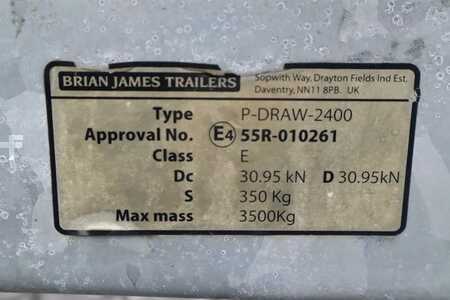 BRIAN JAMES TRAILERS
Sopwith Way, Drayton Fields Ind Est.
Daventry, NN11 8PB. UK
Type P-DRAW-2400
Approval No. E4 55R-010261
Class E
Dc 30.95 kN D 30.95kN
S 350 Kg
Max mass 3500Kg